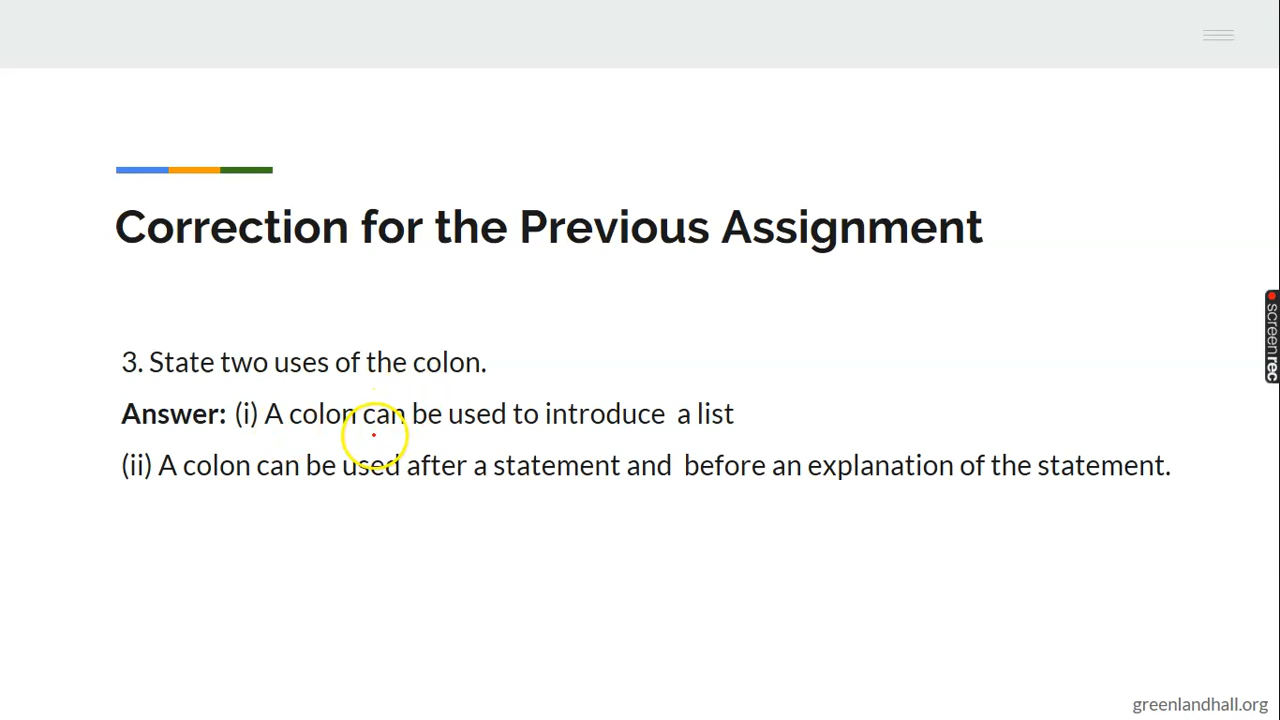 Correction for the Previous Assignment
3. State two uses of the colon.
Answer: (i) A colon can be used to introduce  a list
(ii) A colon can be used after a statement and  before an explanation of the statement.
screenrec
greenlandhall.org